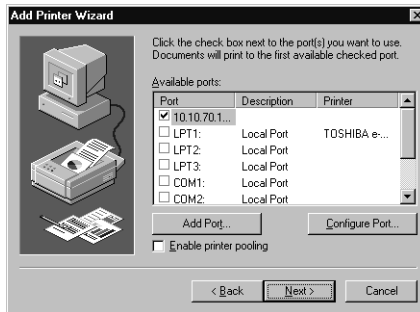 Add Printer Wizard
Click the check box next to the port(s) you want to use.
Documents will print to the first available checked port.
Available ports:
Port Description Printer
10.10.70.1...
LPT1: Local Port TOSHIBA e-...
LPT2: Local Port
LPT3: Local Port
COM1: Local Port
COM2: Local Port
Add Port... Configure Port...
Enable printer pooling
< Back Next > Cancel